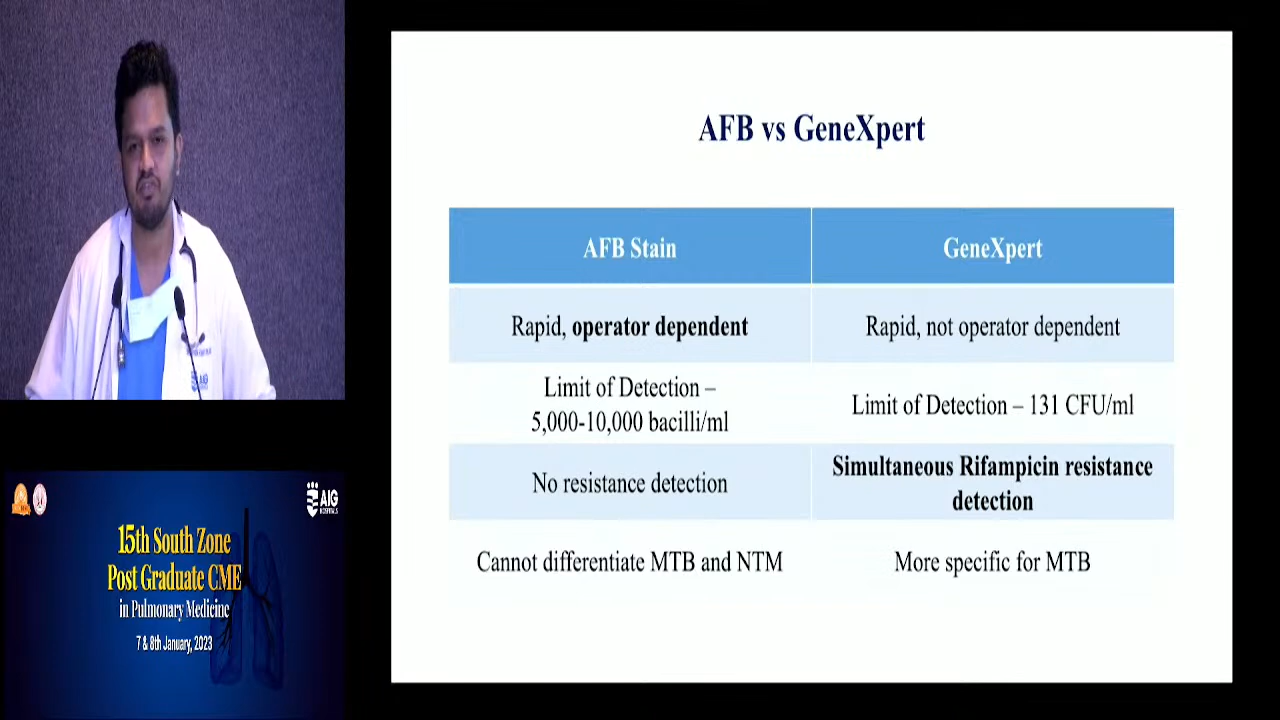 AFB vs GeneXpert
AFB Stain
GeneXpert
Rapid, operator dependent
Rapid, not operator dependent
Limit of Detection –
5,000-10,000 bacilli/ml
Limit of Detection – 131 CFU/ml
No resistance detection
Simultaneous Rifampicin resistance
detection
Cannot differentiate MTB and NTM
More specific for MTB
AIG
AIG
HOSPITALS
15th South Zone
Post Graduate CME
in Pulmonary Medicine
7 & 8th January, 2023